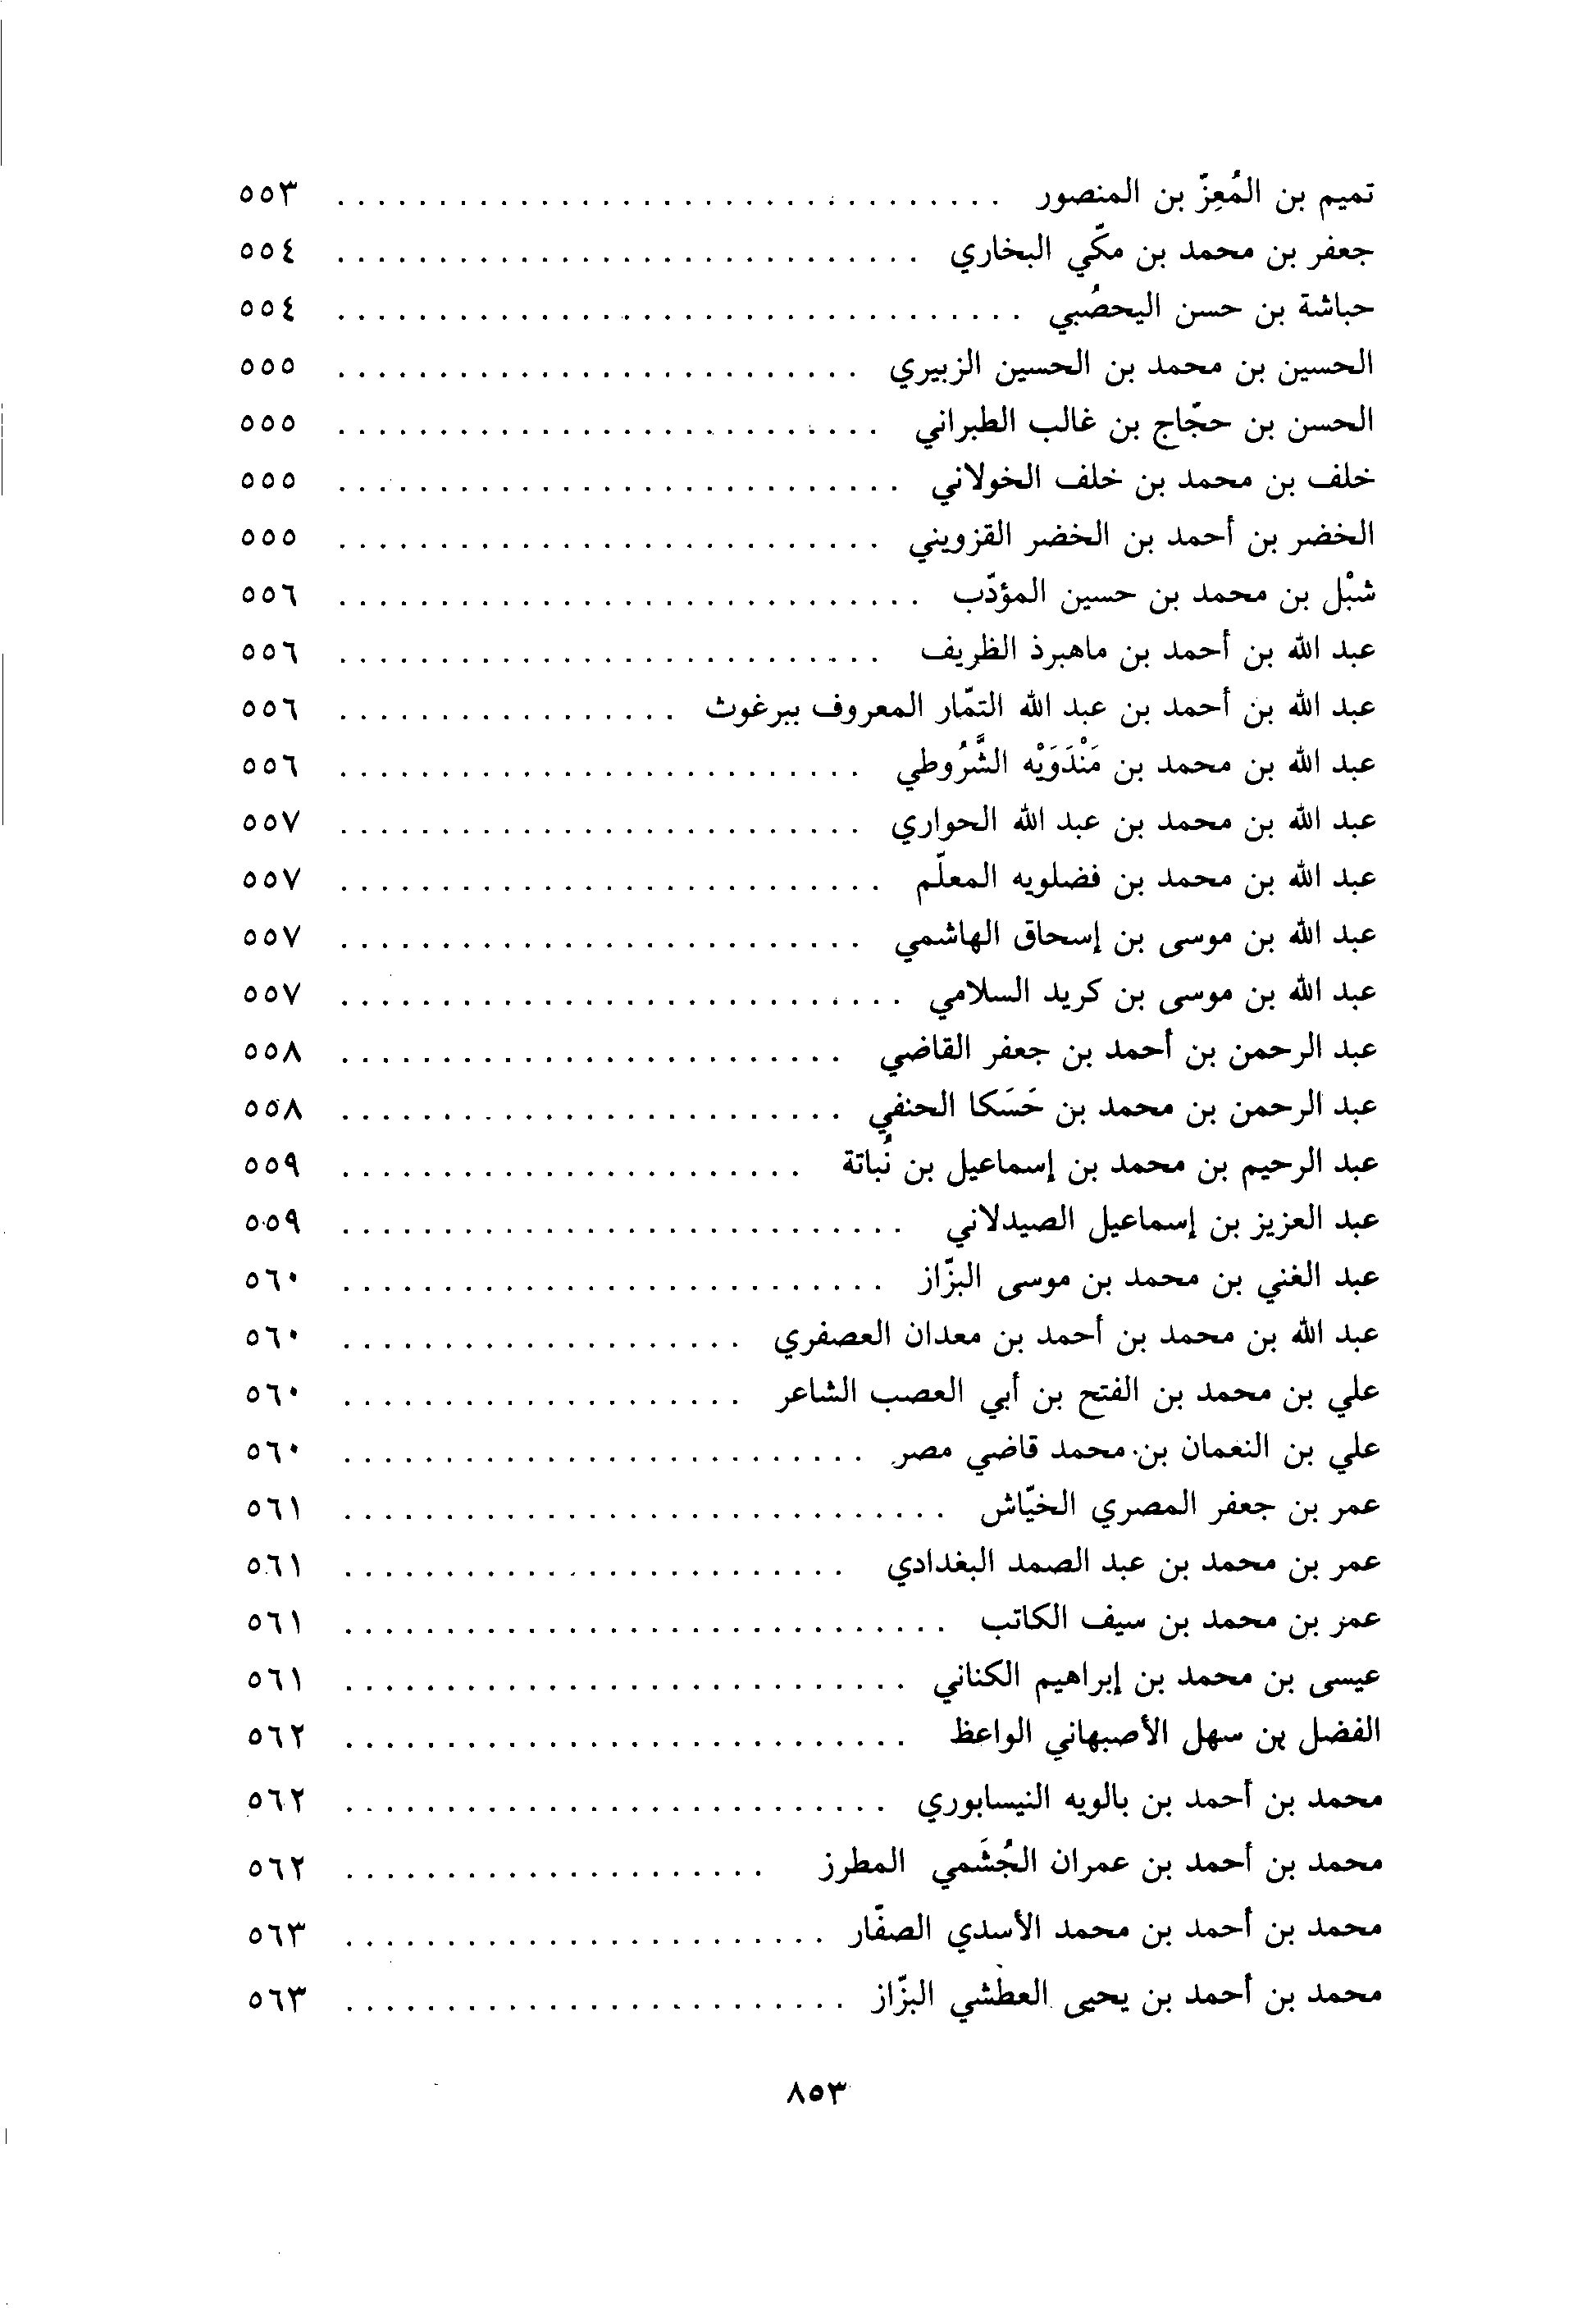 تميم بن المُعِزّ بن المنصور . . . . . . . . . . . . . . . . . . . . . . . . . . . . . . . . . ٥٥٣
جعفر بن محمد بن مكّي البخاري . . . . . . . . . . . . . . . . . . . . . . . . . . . . . ٥٥٤
حباشة بن حسن اليحصُبي . . . . . . . . . . . . . . . . . . . . . . . . . . . . . . . . . . ٥٥٤
الحسين بن محمد بن الحسين الزبيري . . . . . . . . . . . . . . . . . . . . . . . . . . ٥٥٥
الحسن بن حجّاج بن غالب الطبراني . . . . . . . . . . . . . . . . . . . . . . . . . . . ٥٥٥
خلف بن محمد بن خلف الخولاني . . . . . . . . . . . . . . . . . . . . . . . . . . . . ٥٥٥
الخضر بن أحمد بن الخضر القزويني . . . . . . . . . . . . . . . . . . . . . . . . . . . ٥٥٥
شبْل بن محمد بن حسين المؤدّب . . . . . . . . . . . . . . . . . . . . . . . . . . . . . ٥٥٦
عبد الله بن أحمد بن ماهبرذ الظريف . . . . . . . . . . . . . . . . . . . . . . . . . . . ٥٥٦
عبد الله بن أحمد بن عبد الله التمّار المعروف ببرغوث . . . . . . . . . . . . . . . . . ٥٥٦
عبد الله بن محمد بن مَنْدَوَيْه الشَّرُوطي . . . . . . . . . . . . . . . . . . . . . . . . . . ٥٥٦
عبد الله بن محمد بن عبد الله الحواري . . . . . . . . . . . . . . . . . . . . . . . . . . ٥٥٧
عبد الله بن محمد بن فضلويه المعلّم . . . . . . . . . . . . . . . . . . . . . . . . . . . ٥٥٧
عبد الله بن موسى بن إسحاق الهاشمي . . . . . . . . . . . . . . . . . . . . . . . . . . ٥٥٧
عبد الله بن موسى بن كريد السلامي . . . . . . . . . . . . . . . . . . . . . . . . . . . . ٥٥٧
عبد الرحمن بن أحمد بن جعفر القاضي . . . . . . . . . . . . . . . . . . . . . . . . . ٥٥٨
عبد الرحمن بن محمد بن حَسَكا الحنفي . . . . . . . . . . . . . . . . . . . . . . . . . ٥٥٨
عبد الرحيم بن محمد بن إسماعيل بن نُباتة . . . . . . . . . . . . . . . . . . . . . . . ٥٥٩
عبد العزيز بن إسماعيل الصيدلاني . . . . . . . . . . . . . . . . . . . . . . . . . . . . ٥٥٩
عبد الغني بن محمد بن موسى البزّاز . . . . . . . . . . . . . . . . . . . . . . . . . . . ٥٦٠
عبد الله بن محمد بن أحمد بن معدان العصفري . . . . . . . . . . . . . . . . . . . . ٥٦٠
علي بن محمد بن الفتح بن أبي العصب الشاعر . . . . . . . . . . . . . . . . . . . . ٥٦٠
علي بن النعمان بن محمد قاضي مصر . . . . . . . . . . . . . . . . . . . . . . . . . . ٥٦٠
عمر بن جعفر المصري الخيّاش . . . . . . . . . . . . . . . . . . . . . . . . . . . . . . ٥٦١
عمر بن محمد بن عبد الصمد البغدادي . . . . . . . . . . . . . . . . . . . . . . . . . ٥٦١
عمر بن محمد بن سيف الكاتب . . . . . . . . . . . . . . . . . . . . . . . . . . . . . . ٥٦١
عيسى بن محمد بن إبراهيم الكناني . . . . . . . . . . . . . . . . . . . . . . . . . . . . ٥٦١
الفضل بن سهل الأصبهاني الواعظ . . . . . . . . . . . . . . . . . . . . . . . . . . . . ٥٦٢
محمد بن أحمد بن بالويه النيسابوري . . . . . . . . . . . . . . . . . . . . . . . . . . . ٥٦٢
محمد بن أحمد بن عمران الجُشَمي المطرز . . . . . . . . . . . . . . . . . . . . . ٥٦٢
محمد بن أحمد بن محمد الأسدي الصفّار . . . . . . . . . . . . . . . . . . . . . . . . ٥٦٣
محمد بن أحمد بن يحيى العطشي البزّاز . . . . . . . . . . . . . . . . . . . . . . . . . ٥٦٣
٨٥٣